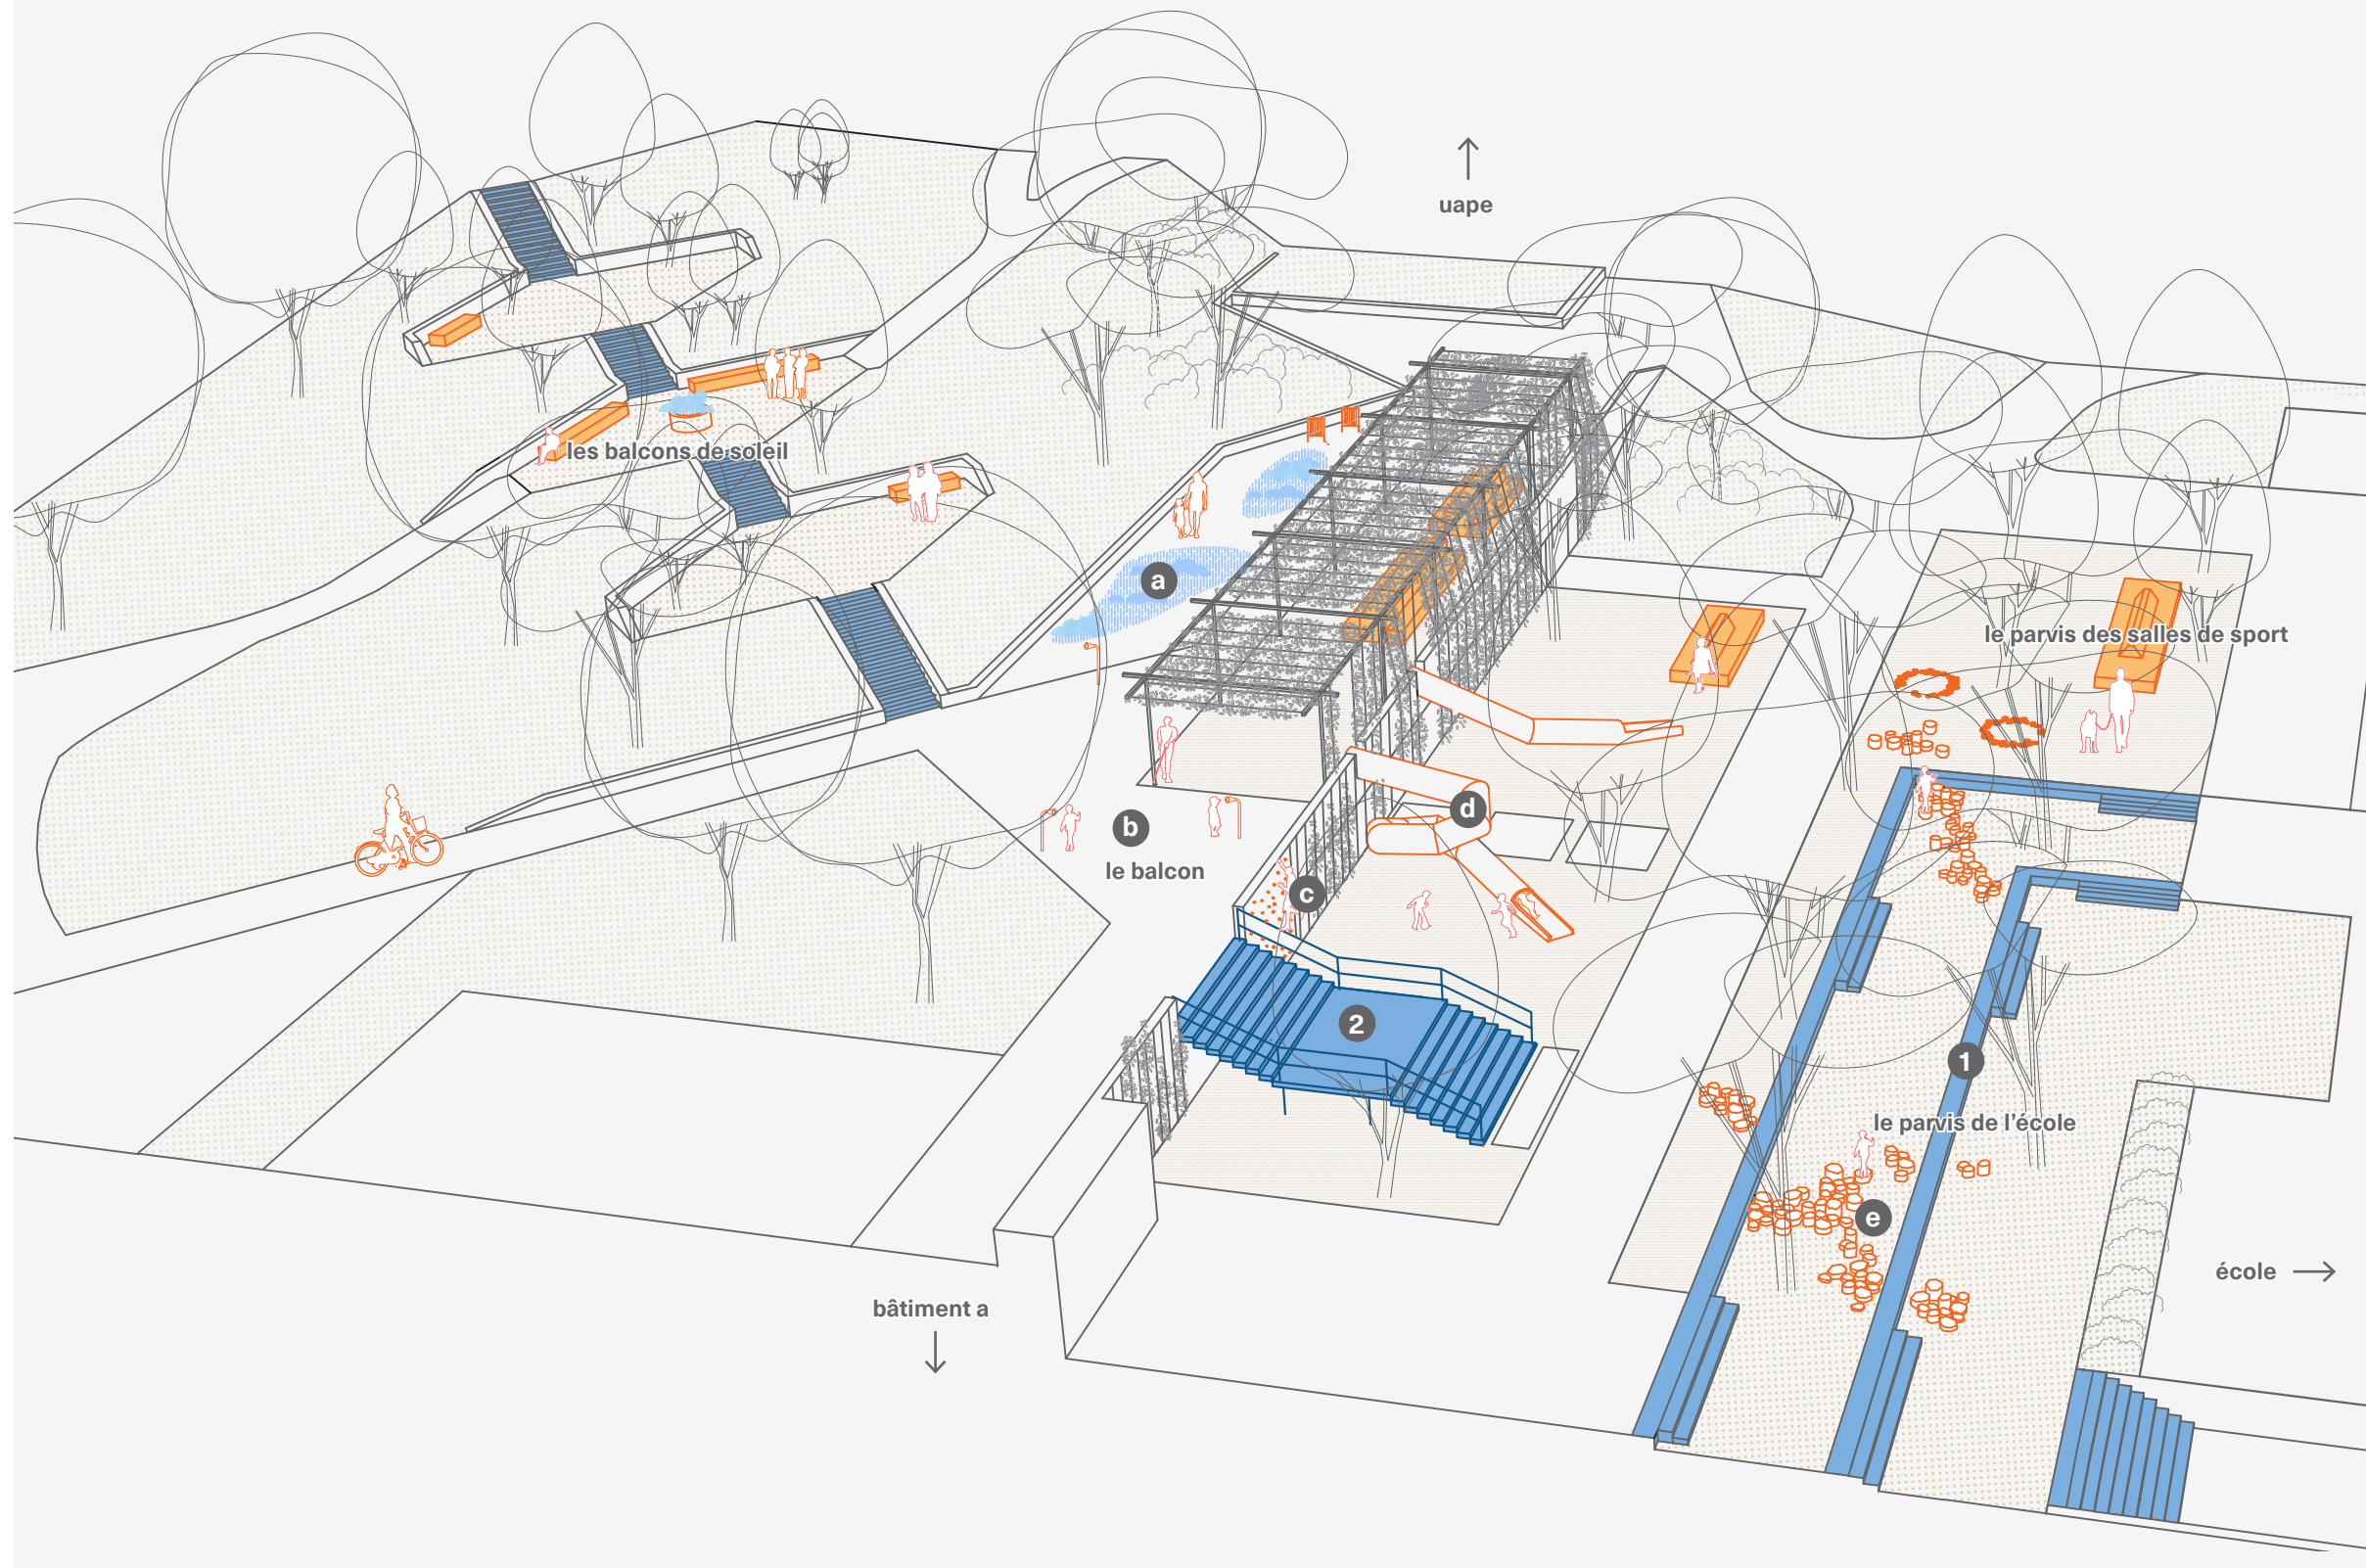 uape
les balcons de soleil
a
le parvis des salles de sport
d
b
le balcon
c
2
1
le parvis de l'école
e
école
bâtiment a